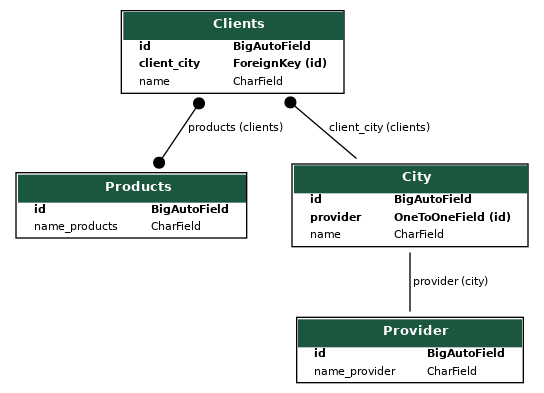 Clients
id BigAutoField
client_city ForeignKey (id)
name CharField
products (clients)
client_city (clients)
Products
id BigAutoField
name_products CharField
City
id BigAutoField
provider OneToOneField (id)
name CharField
provider (city)
Provider
id BigAutoField
name_provider CharField